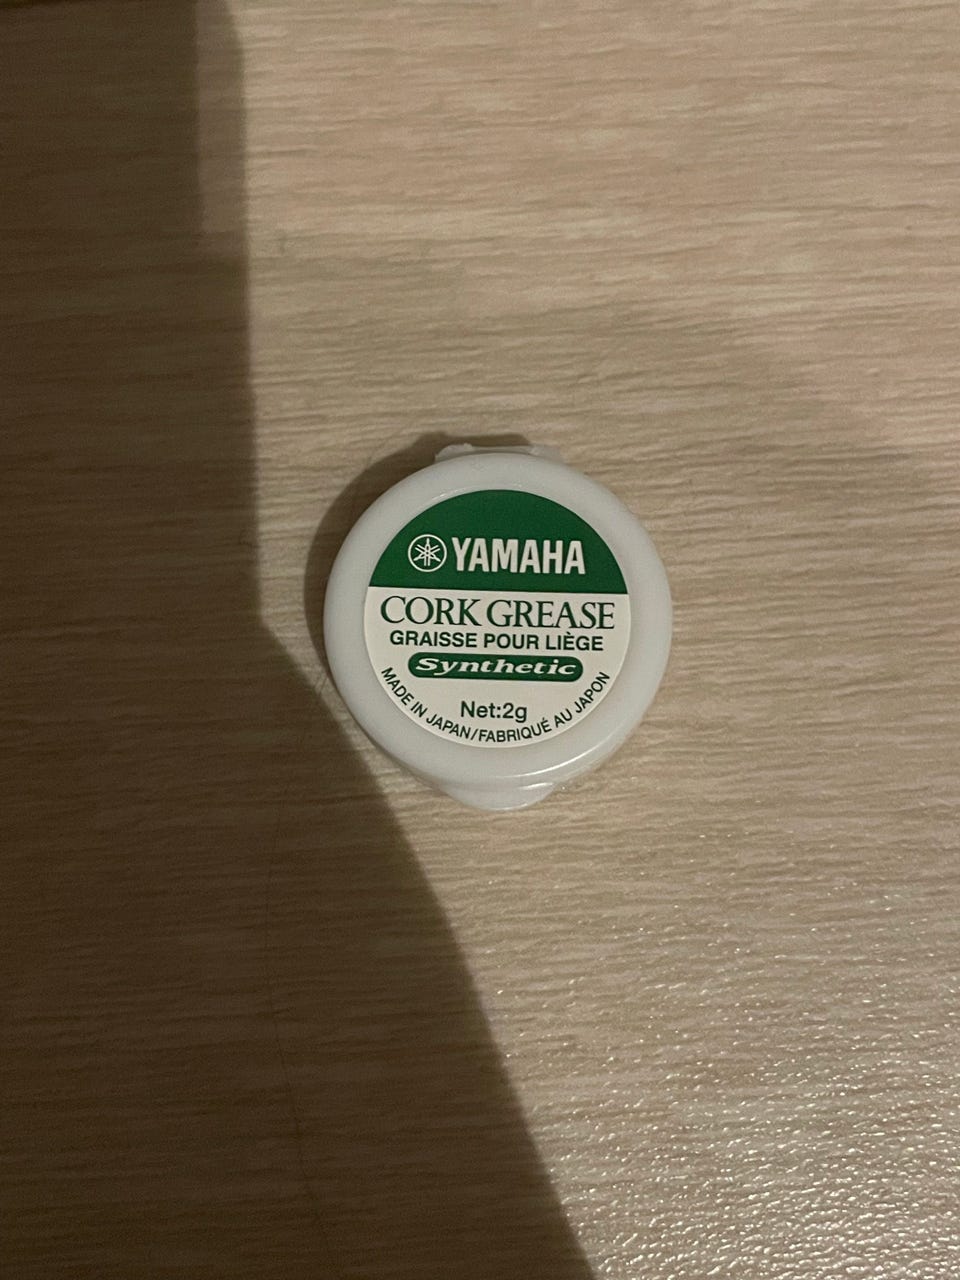 YAMAHA
CORK GREASE
GRAISSE POUR LIÈGE
Synthetic
Net:2g
MADE IN JAPAN/FABRIQUÉ AU JAPON